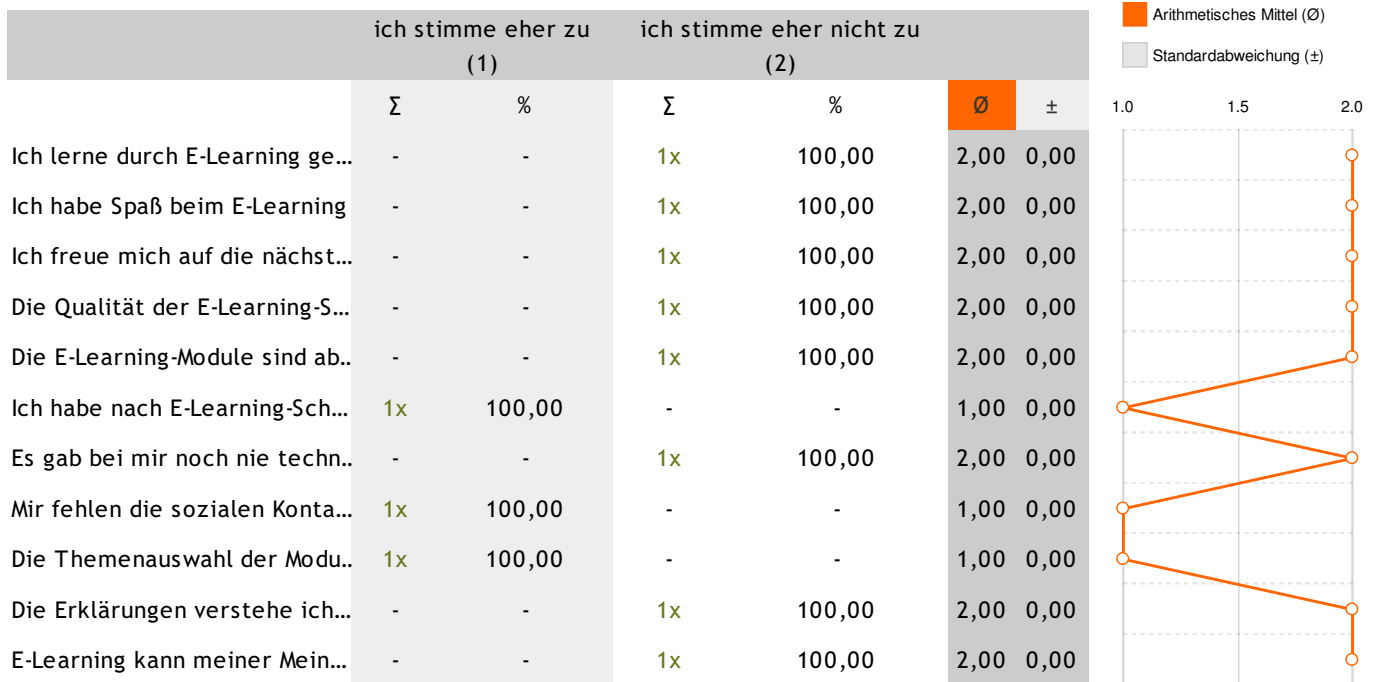 ich stimme eher zu (1) ich stimme eher nicht zu (2)
Arithmetisches Mittel (Ø)
Standardabweichung (±)
Σ % Σ % Ø ± 1.0 1.5 2.0
Ich lerne durch E-Learning ge... - - 1x 100,00 2,00 0,00
Ich habe Spaß beim E-Learning - - 1x 100,00 2,00 0,00
Ich freue mich auf die nächst... - - 1x 100,00 2,00 0,00
Die Qualität der E-Learning-S... - - 1x 100,00 2,00 0,00
Die E-Learning-Module sind ab.. - - 1x 100,00 2,00 0,00
Ich habe nach E-Learning-Sch... 1x 100,00 - - 1,00 0,00
Es gab bei mir noch nie techn.. - - 1x 100,00 2,00 0,00
Mir fehlen die sozialen Konta... 1x 100,00 - - 1,00 0,00
Die Themenauswahl der Modu.. 1x 100,00 - - 1,00 0,00
Die Erklärungen verstehe ich... - - 1x 100,00 2,00 0,00
E-Learning kann meiner Mein... - - 1x 100,00 2,00 0,00